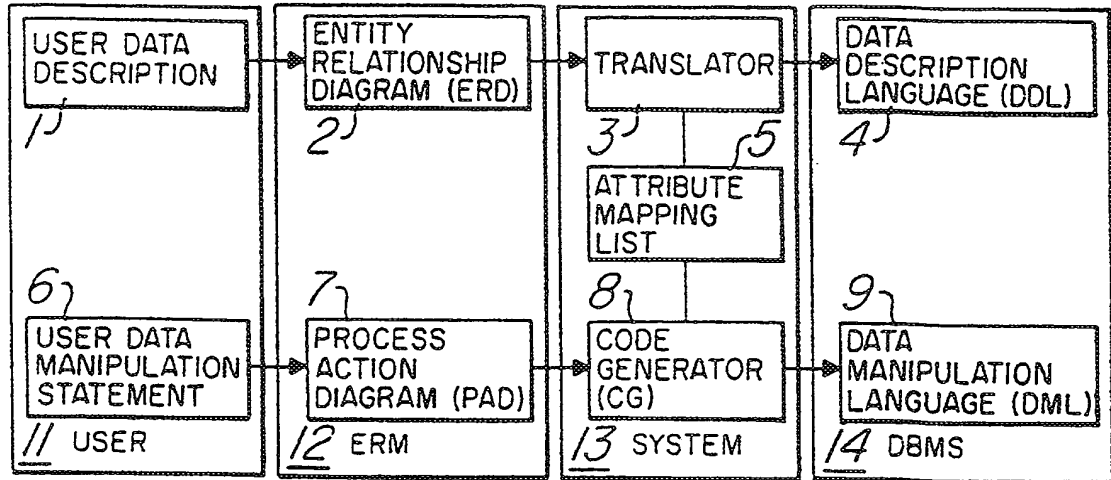 USER DATA
DESCRIPTION
1
ENTITY
RELATIONSHIP
DIAGRAM (ERD)
2
TRANSLATOR
3
DATA
DESCRIPTION
LANGUAGE (DDL)
4
5
ATTRIBUTE
MAPPING
LIST
6
USER DATA
MANIPULATION
STATEMENT
7
PROCESS
ACTION
DIAGRAM (PAD)
8
CODE
GENERATOR
(CG)
9
DATA
MANIPULATION
LANGUAGE (DML)
11 USER
12 ERM
13 SYSTEM
14 DBMS